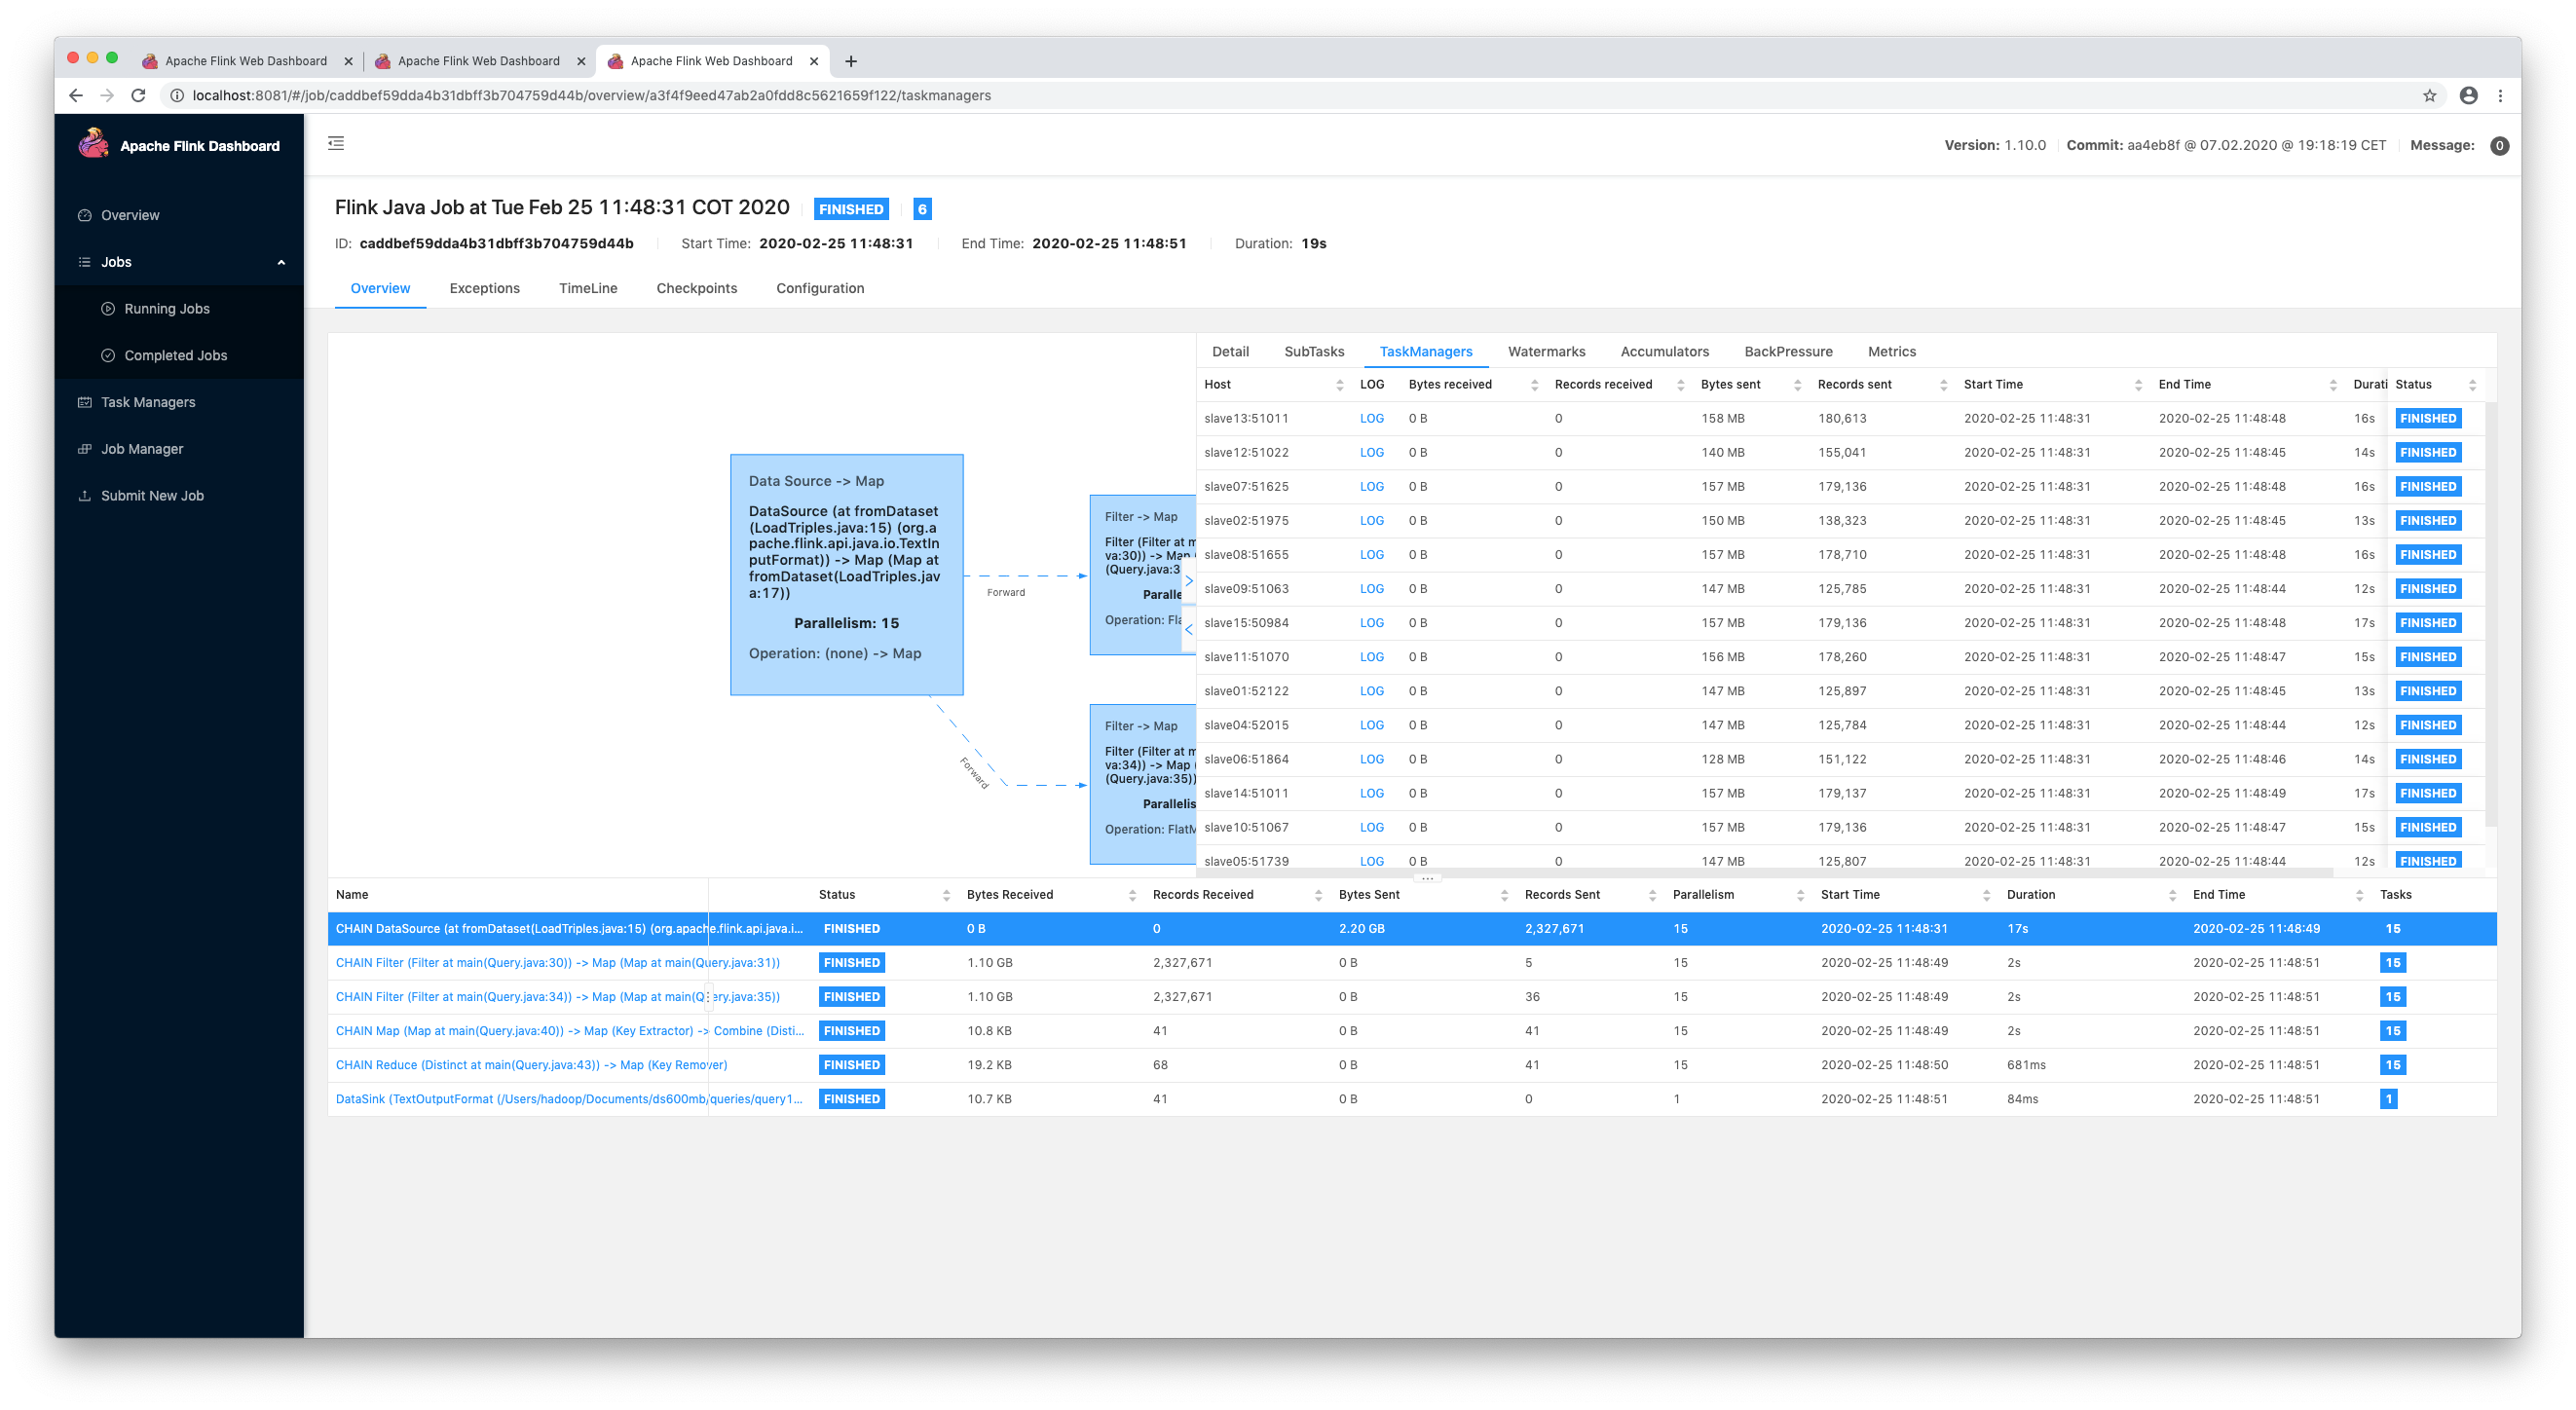 Apache Flink Web Dashboard
Apache Flink Web Dashboard
Apache Flink Web Dashboard
localhost:8081/#/job/caddbef59dda4b31dbff3b704759d44b/overview/a3f4f9eed47ab2a0fdd8c5621659f122/taskmanagers
Apache Flink Dashboard
Version: 1.10.0 Commit: aa4eb8f @ 07.02.2020 @ 19:18:19 CET Message: 0
Overview
Jobs
Running Jobs
Completed Jobs
Task Managers
Job Manager
Submit New Job
Flink Java Job at Tue Feb 25 11:48:31 COT 2020 FINISHED 6
ID: caddbef59dda4b31dbff3b704759d44b Start Time: 2020-02-25 11:48:31 End Time: 2020-02-25 11:48:51 Duration: 19s
Overview Exceptions TimeLine Checkpoints Configuration
Data Source -> Map
DataSource (at fromDataset
(LoadTriples.java:15) (org.a
pache.flink.api.java.io.TextIn
putFormat)) -> Map (Map at
fromDataset(LoadTriples.jav
a:17))
Parallelism: 15
Operation: (none) -> Map
Forward
Forward
Filter -> Map
Filter (Filter at m
va:30)) -> Map
(Query.java:3
Paralle
Operation: Fla
Filter -> Map
Filter (Filter at m
va:34)) -> Map (
(Query.java:35))
Parallelis
Operation: FlatM
Detail SubTasks TaskManagers Watermarks Accumulators BackPressure Metrics
Host LOG Bytes received Records received Bytes sent Records sent Start Time End Time Durati Status
slave13:51011 LOG 0 B 0 158 MB 180,613 2020-02-25 11:48:31 2020-02-25 11:48:48 16s FINISHED
slave12:51022 LOG 0 B 0 140 MB 155,041 2020-02-25 11:48:31 2020-02-25 11:48:45 14s FINISHED
slave07:51625 LOG 0 B 0 157 MB 179,136 2020-02-25 11:48:31 2020-02-25 11:48:48 16s FINISHED
slave02:51975 LOG 0 B 0 150 MB 138,323 2020-02-25 11:48:31 2020-02-25 11:48:45 13s FINISHED
slave08:51655 LOG 0 B 0 157 MB 178,710 2020-02-25 11:48:31 2020-02-25 11:48:48 16s FINISHED
slave09:51063 LOG 0 B 0 147 MB 125,785 2020-02-25 11:48:31 2020-02-25 11:48:44 12s FINISHED
slave15:50984 LOG 0 B 0 157 MB 179,136 2020-02-25 11:48:31 2020-02-25 11:48:48 17s FINISHED
slave11:51070 LOG 0 B 0 156 MB 178,260 2020-02-25 11:48:31 2020-02-25 11:48:47 15s FINISHED
slave01:52122 LOG 0 B 0 147 MB 125,897 2020-02-25 11:48:31 2020-02-25 11:48:45 13s FINISHED
slave04:52015 LOG 0 B 0 147 MB 125,784 2020-02-25 11:48:31 2020-02-25 11:48:44 12s FINISHED
slave06:51864 LOG 0 B 0 128 MB 151,122 2020-02-25 11:48:31 2020-02-25 11:48:46 14s FINISHED
slave14:51011 LOG 0 B 0 157 MB 179,137 2020-02-25 11:48:31 2020-02-25 11:48:49 17s FINISHED
slave10:51067 LOG 0 B 0 157 MB 179,136 2020-02-25 11:48:31 2020-02-25 11:48:47 15s FINISHED
slave05:51739 LOG 0 B 0 147 MB 125,807 2020-02-25 11:48:31 2020-02-25 11:48:44 12s FINISHED
Name Status Bytes Received Records Received Bytes Sent Records Sent Parallelism Start Time Duration End Time Tasks
CHAIN DataSource (at fromDataset(LoadTriples.java:15) (org.apache.flink.api.java.i... FINISHED 0 B 0 2.20 GB 2,327,671 15 2020-02-25 11:48:31 17s 2020-02-25 11:48:49 15
CHAIN Filter (Filter at main(Query.java:30)) -> Map (Map at main(Query.java:31)) FINISHED 1.10 GB 2,327,671 0 B 5 15 2020-02-25 11:48:49 2s 2020-02-25 11:48:51 15
CHAIN Filter (Filter at main(Query.java:34)) -> Map (Map at main(Query.java:35)) FINISHED 1.10 GB 2,327,671 0 B 36 15 2020-02-25 11:48:49 2s 2020-02-25 11:48:51 15
CHAIN Map (Map at main(Query.java:40)) -> Map (Key Extractor) -> Combine (Disti... FINISHED 10.8 KB 41 0 B 41 15 2020-02-25 11:48:49 2s 2020-02-25 11:48:51 15
CHAIN Reduce (Distinct at main(Query.java:43)) -> Map (Key Remover) FINISHED 19.2 KB 68 0 B 41 15 2020-02-25 11:48:50 681ms 2020-02-25 11:48:51 15
DataSink (TextOutputFormat (/Users/hadoop/Documents/ds600mb/queries/query1... FINISHED 10.7 KB 41 0 B 0 1 2020-02-25 11:48:51 84ms 2020-02-25 11:48:51 1